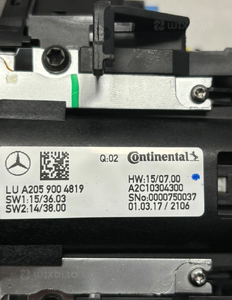 Q:02 Continental
LU A205 900 4819
SW1:15/36.03
SW2:14/38.00
HW:15/07.00
A2C10304300
SNo:0000750037
01.03.17 / 2106